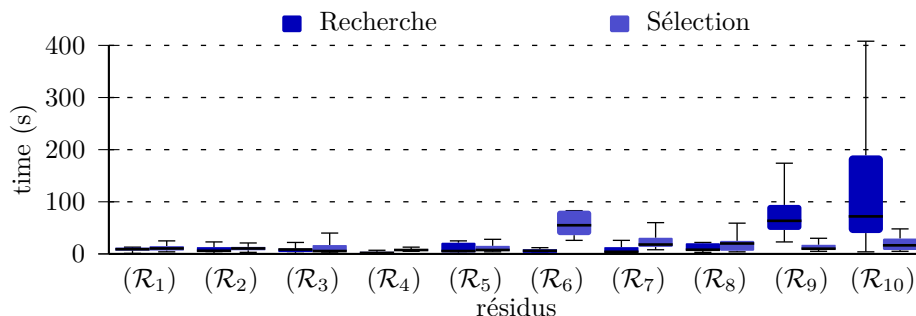 Recherche Sélection
400
300
200
100
0
time (s)
(ℛ₁) (ℛ₂) (ℛ₃) (ℛ₄) (ℛ₅) (ℛ₆) (ℛ₇) (ℛ₈) (ℛ₉) (ℛ₁₀)
résidus